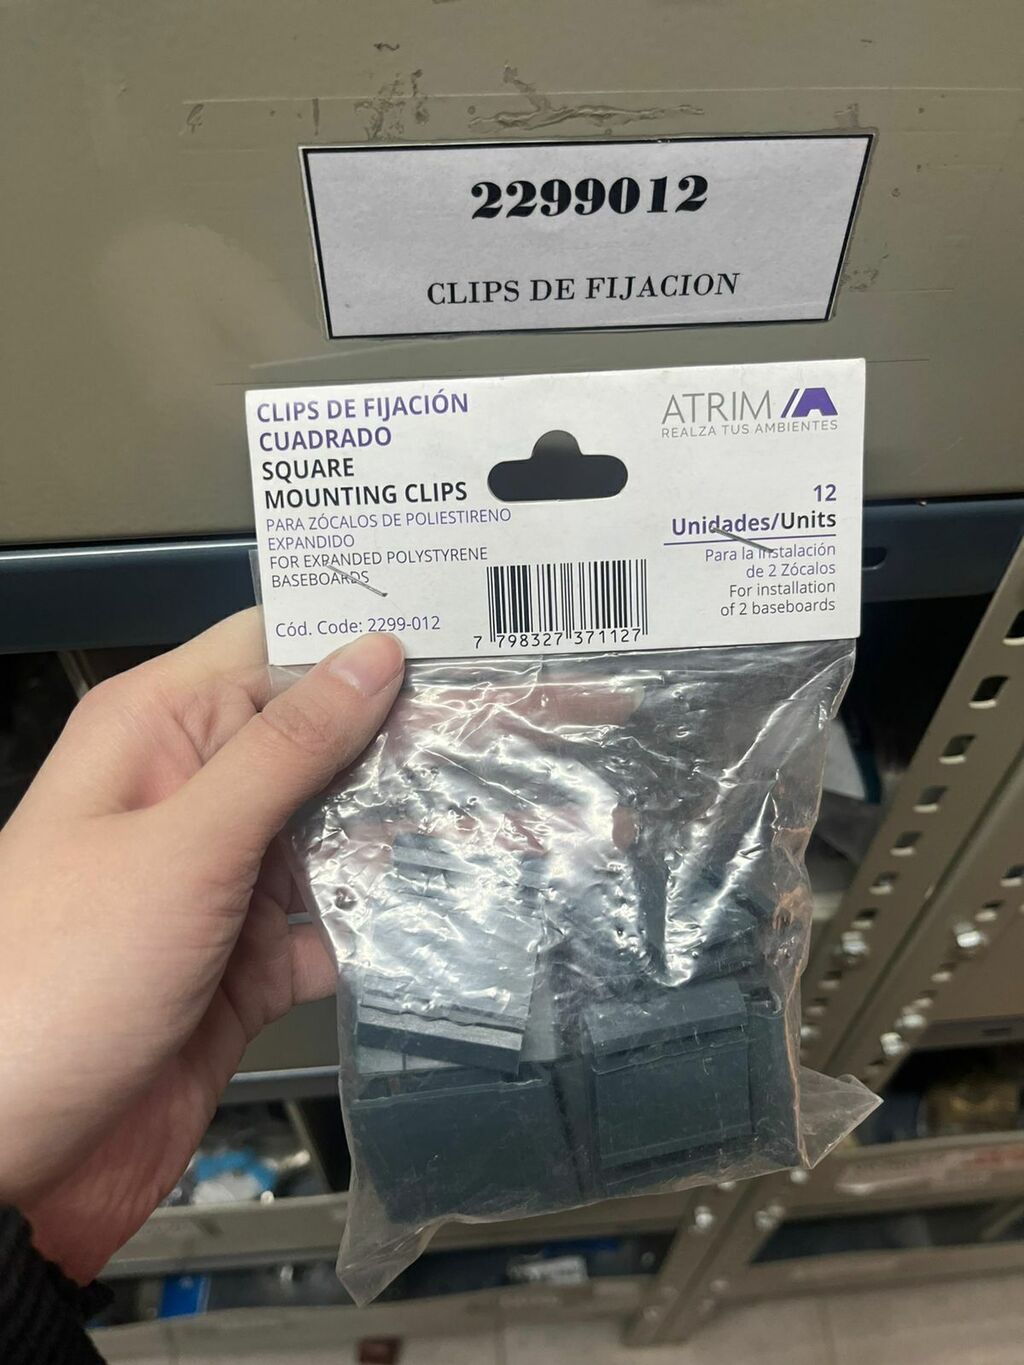 2299012
CLIPS DE FIJACION
CLIPS DE FIJACIÓN
CUADRADO
SQUARE
MOUNTING CLIPS
PARA ZÓCALOS DE POLIESTIRENO
EXPANDIDO
FOR EXPANDED POLYSTYRENE
BASEBOARDS
Cód. Code: 2299-012
ATRIM
REALZA TUS AMBIENTES
12
Unidades/Units
Para la instalación
de 2 Zócalos
For installation
of 2 baseboards
7 798327 371127